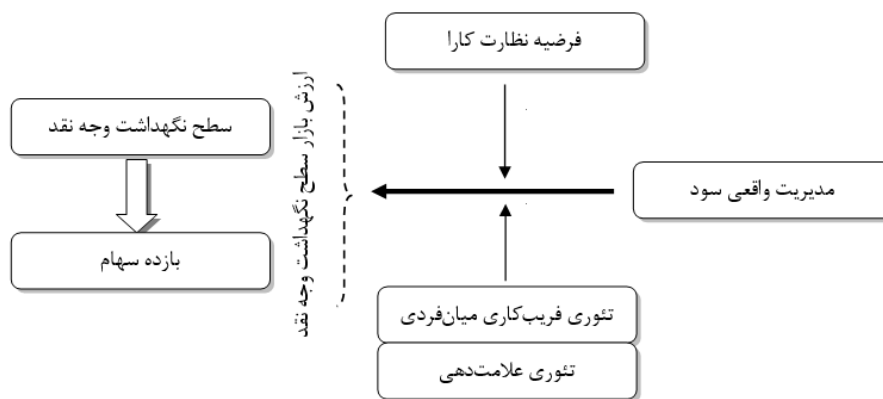 فرضیه نظارت کارا
سطح نگهداشت وجه نقد
ارزش بازار سطح نگهداشت وجه نقد
مدیریت واقعی سود
بازده سهام
تئوری فریب‌کاری میان‌فردی
تئوری علامت‌دهی